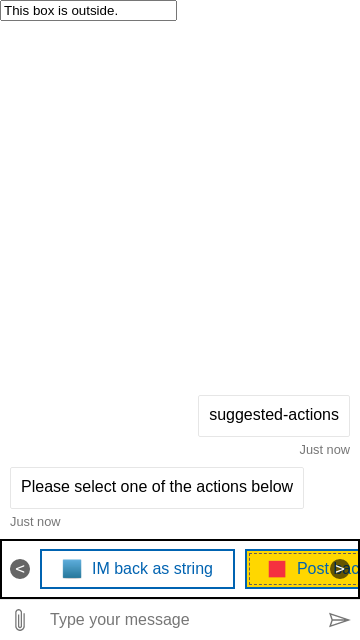 This box is outside.
suggested-actions
Just now
Please select one of the actions below
Just now
< IM back as string Post > ac
Type your message